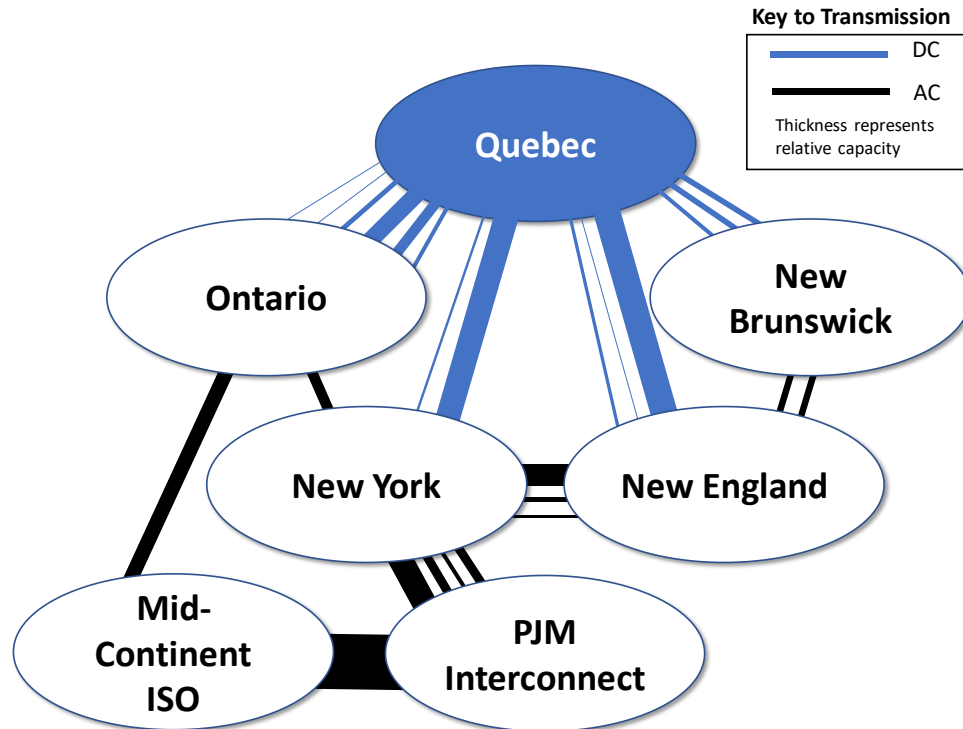 Key to Transmission
DC
AC
Thickness represents
relative capacity
Quebec
Ontario
New
Brunswick
New York
New England
Mid-
Continent
ISO
PJM
Interconnect